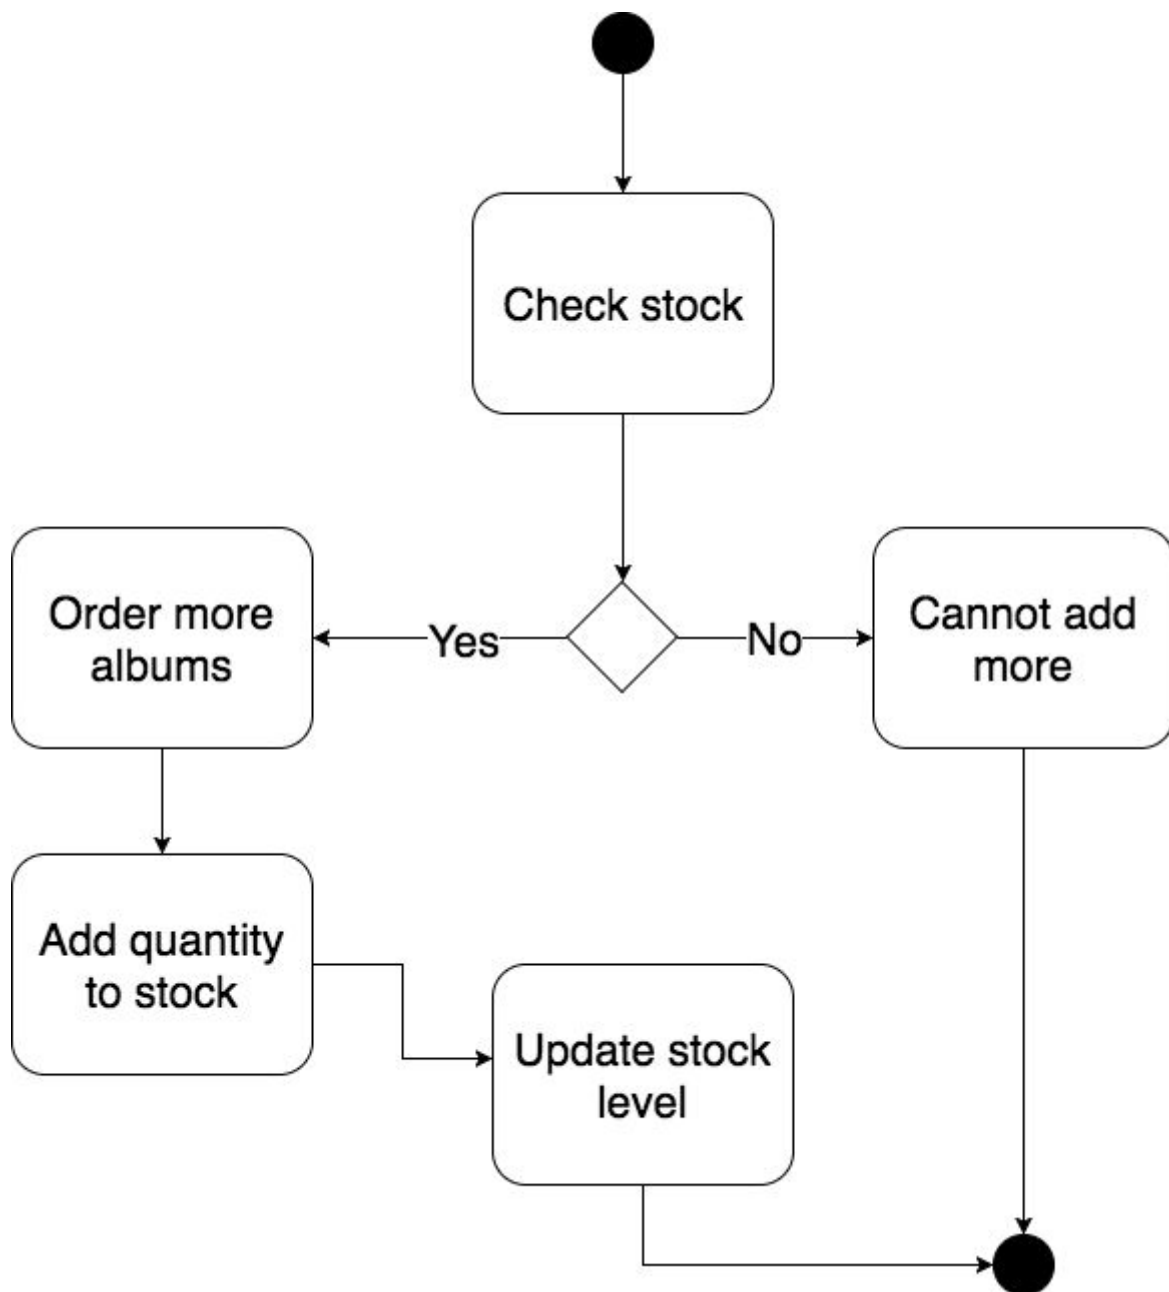 Check stock
Order more
albums
Yes
No
Cannot add
more
Add quantity
to stock
Update stock
level